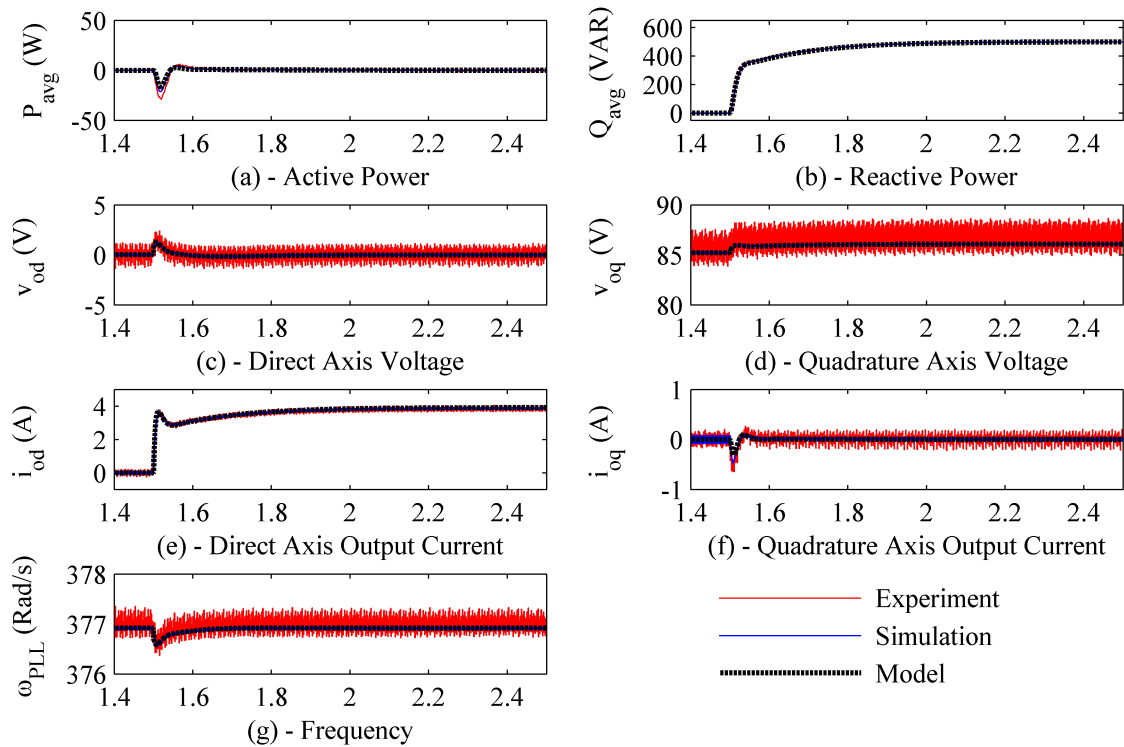 50
0
-50
P_avg (W)
1.4 1.6 1.8 2 2.2 2.4
(a) - Active Power
600
400
200
0
Q_avg (VAR)
1.4 1.6 1.8 2 2.2 2.4
(b) - Reactive Power
5
0
-5
v_od (V)
1.4 1.6 1.8 2 2.2 2.4
(c) - Direct Axis Voltage
90
85
80
v_oq (V)
1.4 1.6 1.8 2 2.2 2.4
(d) - Quadrature Axis Voltage
4
2
0
i_od (A)
1.4 1.6 1.8 2 2.2 2.4
(e) - Direct Axis Output Current
1
0
-1
i_oq (A)
1.4 1.6 1.8 2 2.2 2.4
(f) - Quadrature Axis Output Current
378
377
376
ω_PLL (Rad/s)
1.4 1.6 1.8 2 2.2 2.4
(g) - Frequency
Experiment
Simulation
Model